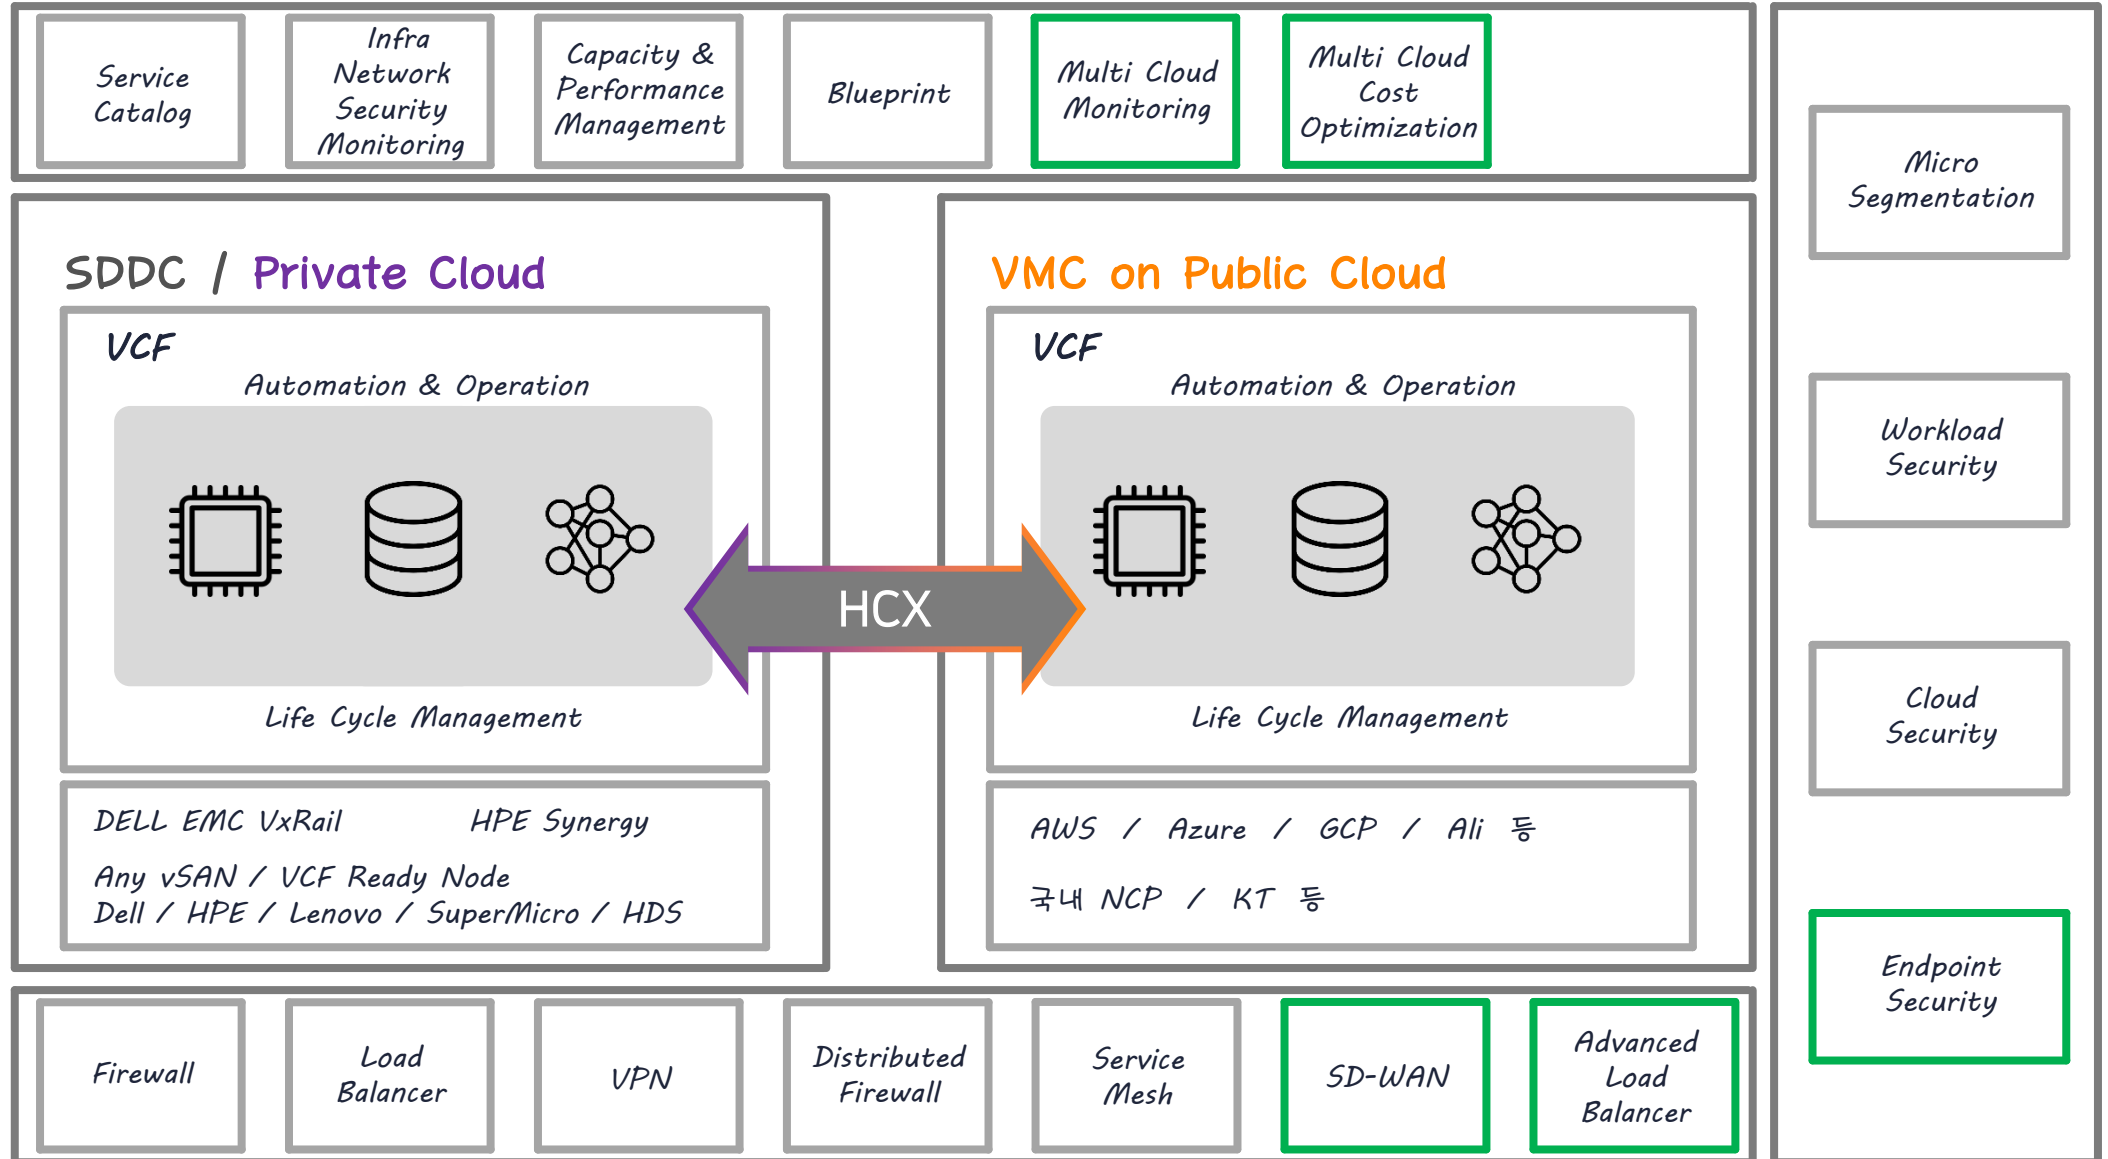 Service
Catalog
Infra
Network
Security
Monitoring
Capacity &
Performance
Management
Blueprint
Multi Cloud
Monitoring
Multi Cloud
Cost
Optimization
SDDC / Private Cloud
VCF
Automation & Operation
Life Cycle Management
DELL EMC VxRail HPE Synergy
Any vSAN / VCF Ready Node
Dell / HPE / Lenovo / SuperMicro / HDS
HCX
VMC on Public Cloud
VCF
Automation & Operation
Life Cycle Management
AWS / Azure / GCP / Ali 등
국내 NCP / KT 등
Micro
Segmentation
Workload
Security
Cloud
Security
Endpoint
Security
Firewall
Load
Balancer
VPN
Distributed
Firewall
Service
Mesh
SD-WAN
Advanced
Load
Balancer